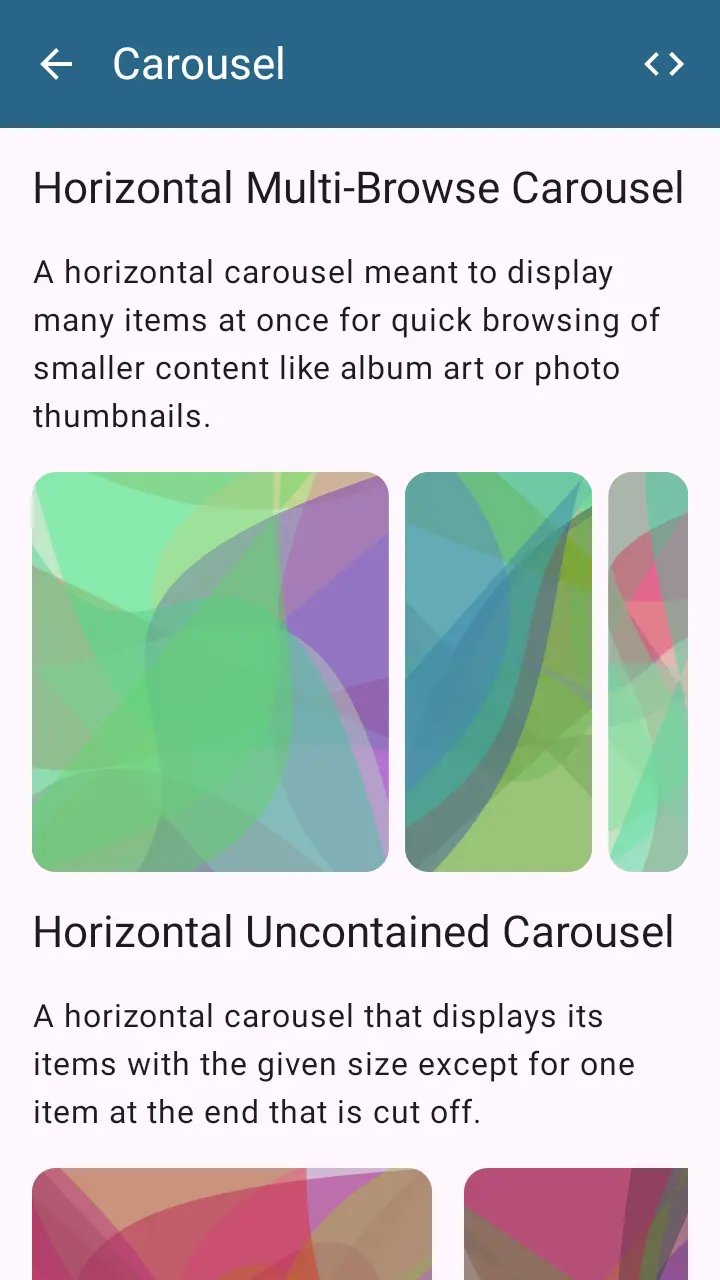 Carousel
Horizontal Multi-Browse Carousel
A horizontal carousel meant to display
many items at once for quick browsing of
smaller content like album art or photo
thumbnails.
Horizontal Uncontained Carousel
A horizontal carousel that displays its
items with the given size except for one
item at the end that is cut off.